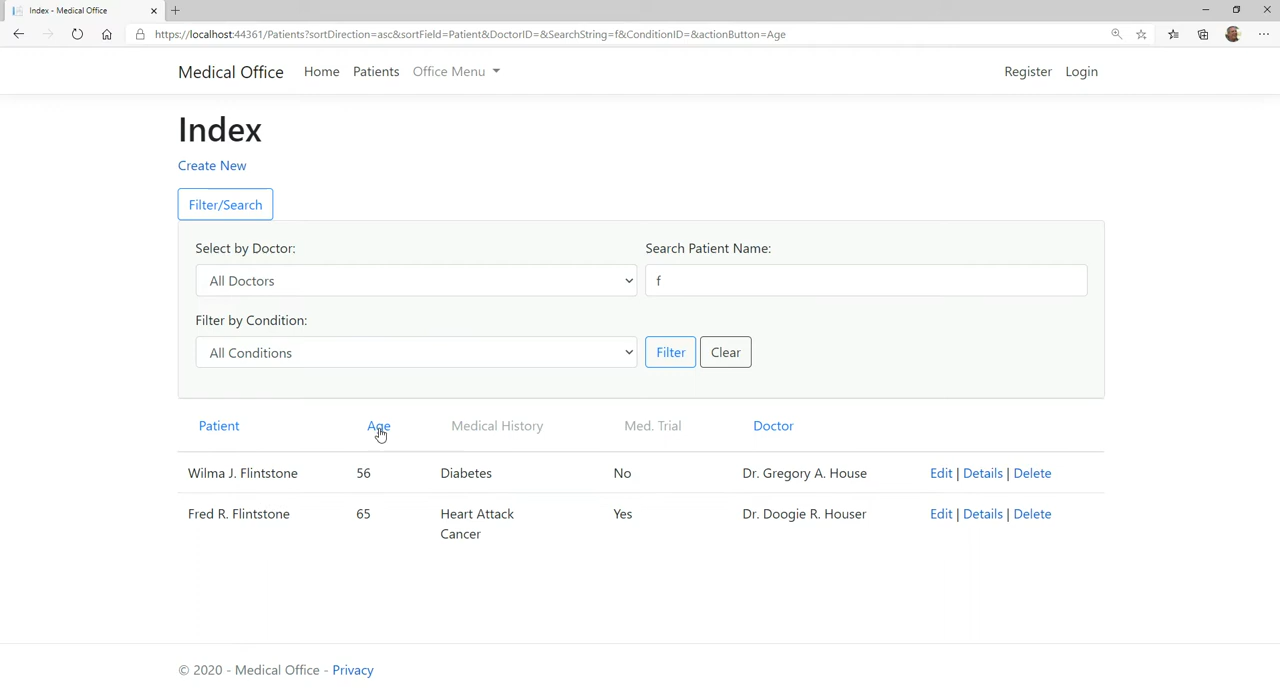 Index - Medical Office
https://localhost:44361/Patients?sortDirection=asc&sortField=Patient&DoctorID=&SearchString=f&ConditionID=&actionButton=Age
Medical Office Home Patients Office Menu Register Login
Index
Create New
Filter/Search
Select by Doctor: Search Patient Name:
All Doctors f
Filter by Condition:
All Conditions Filter Clear
Patient Age Medical History Med. Trial Doctor
Wilma J. Flintstone 56 Diabetes No Dr. Gregory A. House Edit | Details | Delete
Fred R. Flintstone 65 Heart Attack Yes Dr. Doogie R. Houser Edit | Details | Delete
Cancer
© 2020 - Medical Office - Privacy